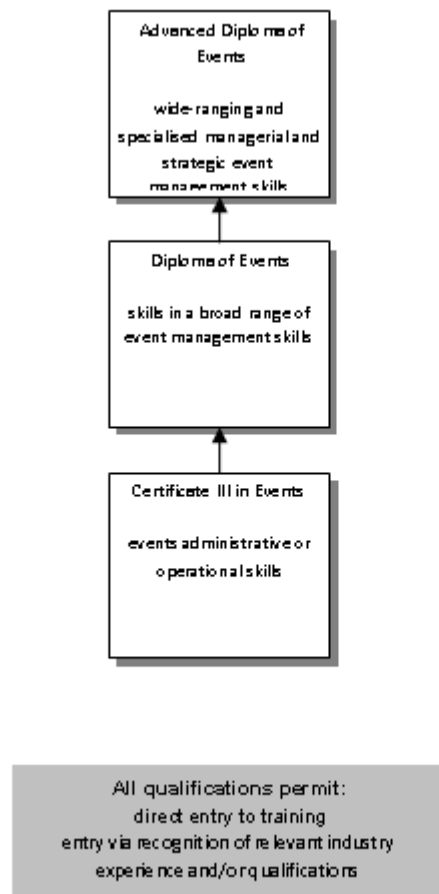 Advanced Diploma of
Events
wide-ranging and
specialised managerial and
strategic event
management skills
Diploma of Events
skills in a broad range of
event management skills
Certificate III in Events
events administrative or
operational skills
All qualifications permit:
direct entry to training
entry via recognition of relevant industry
experience and/or qualifications